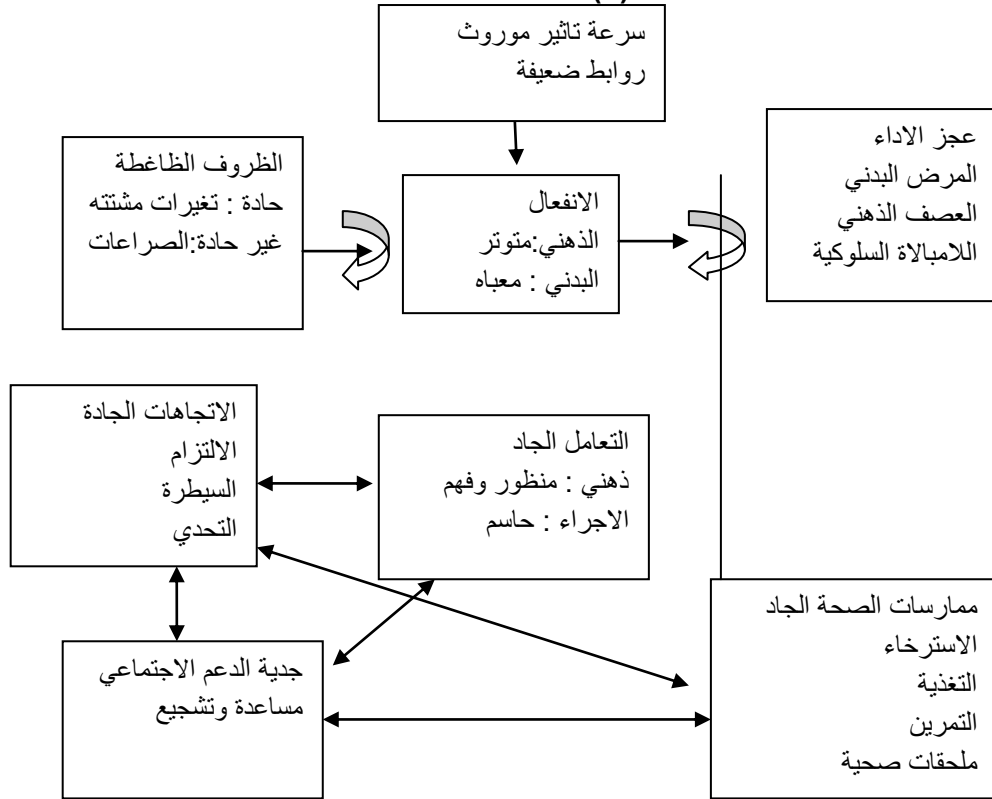 سرعة تاثير موروث
روابط ضعيفة
عجز الاداء
المرض البدني
العصف الذهني
اللامبالاة السلوكية
الانفعال
الذهني:متوتر
البدني : معباه
الظروف الظاغطة
حادة : تغيرات مشتته
غير حادة:الصراعات
التعامل الجاد
ذهني : منظور وفهم
الاجراء : حاسم
الاتجاهات الجادة
الالتزام
السيطرة
التحدي
ممارسات الصحة الجاد
الاسترخاء
التغذية
التمرين
ملحقات صحية
جدية الدعم الاجتماعي
مساعدة وتشجيع